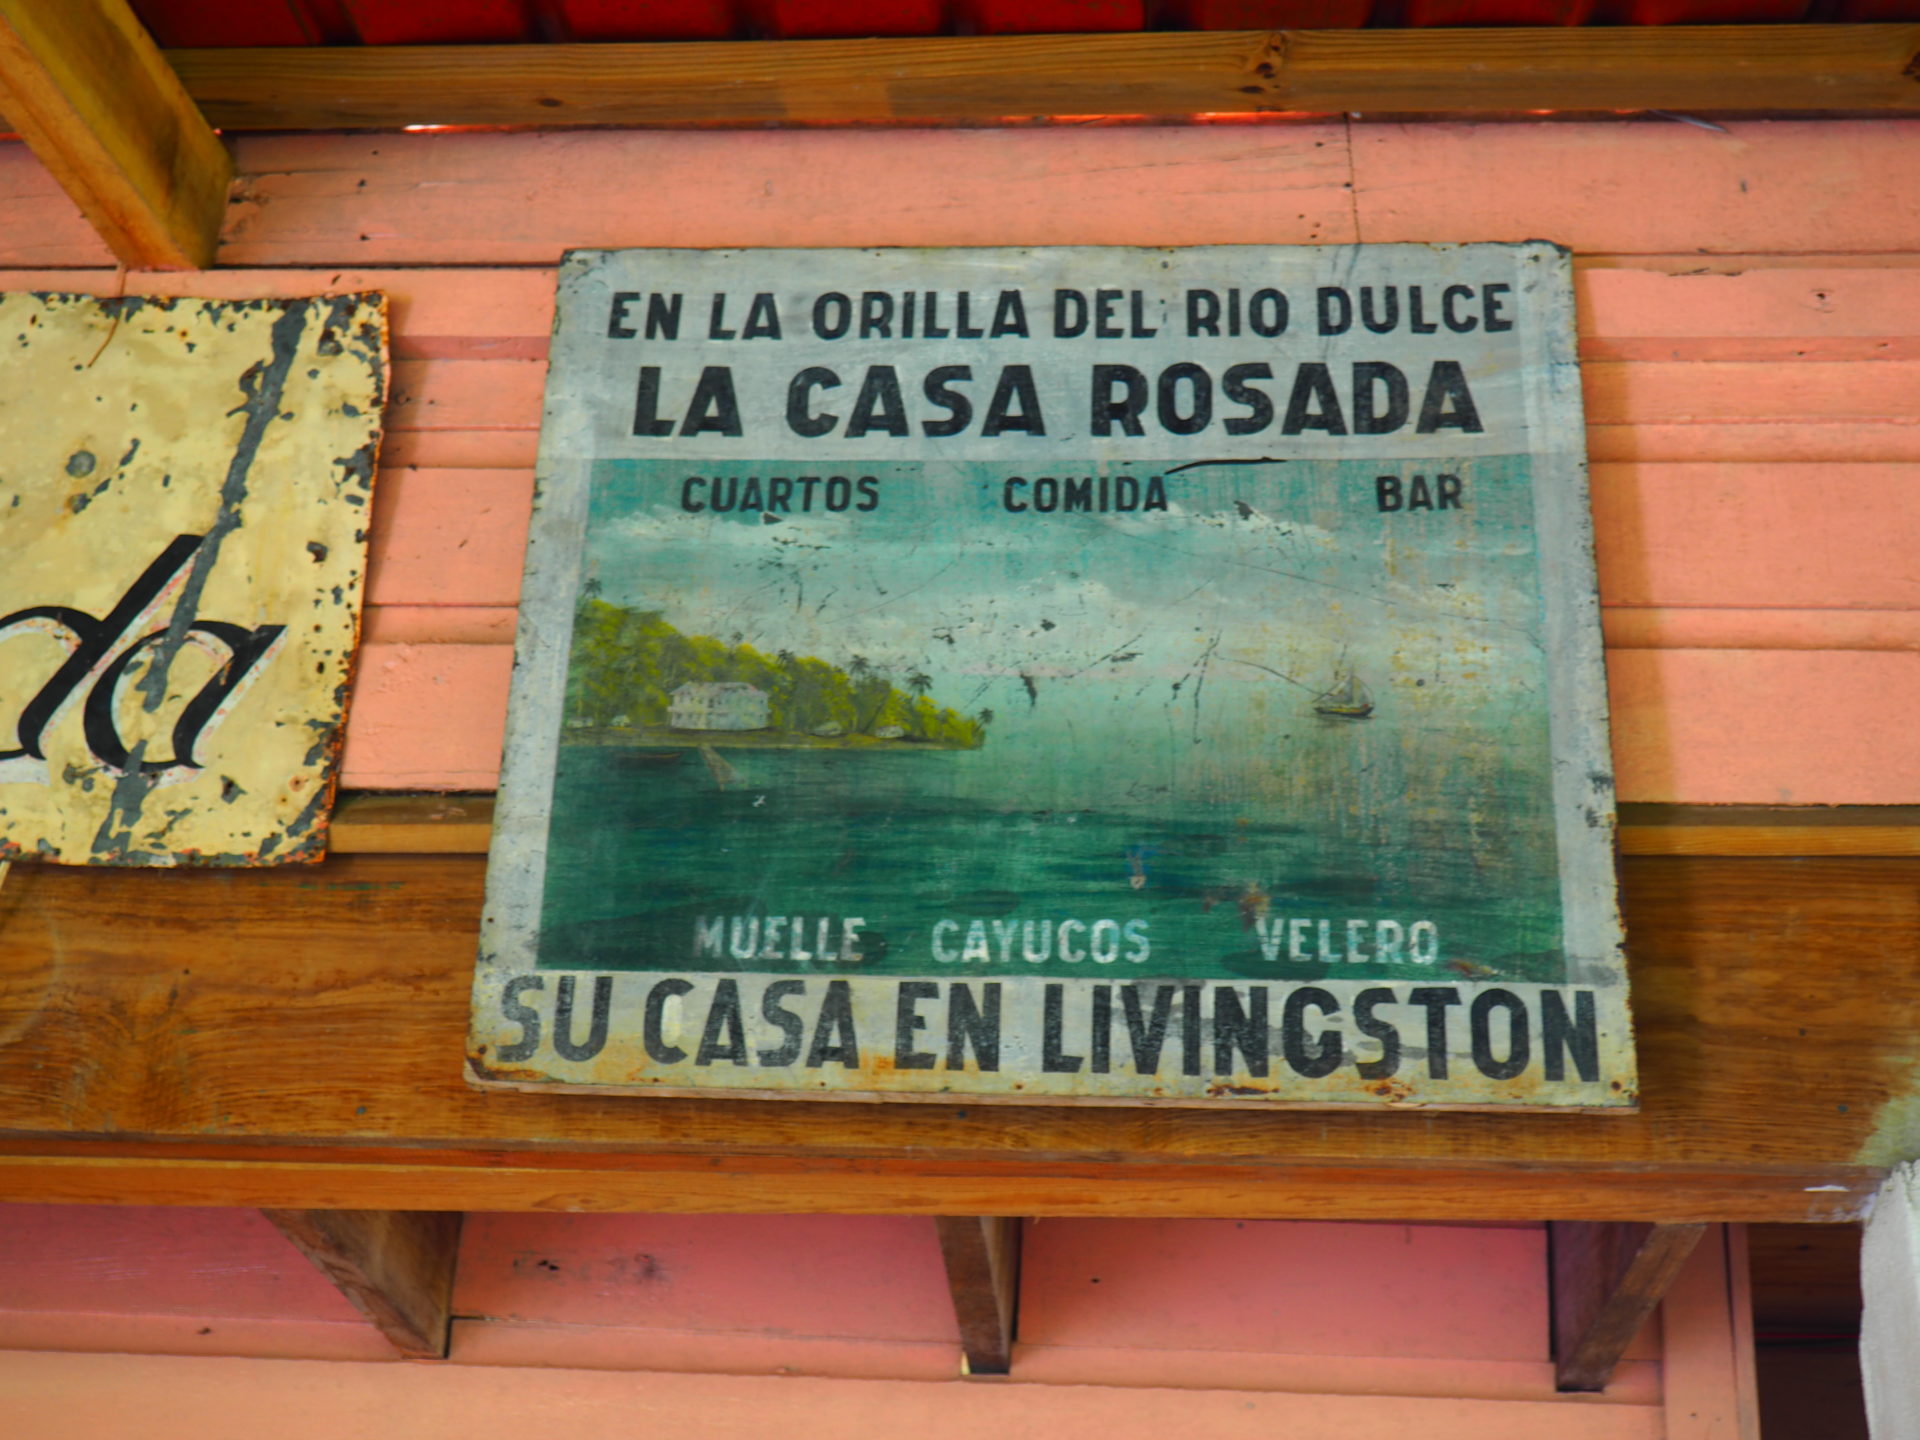 da
EN LA ORILLA DEL RIO DULCE
LA CASA ROSADA
CUARTOS COMIDA BAR
MUELLE CAYUCOS VELERO
SU CASA EN LIVINGSTON